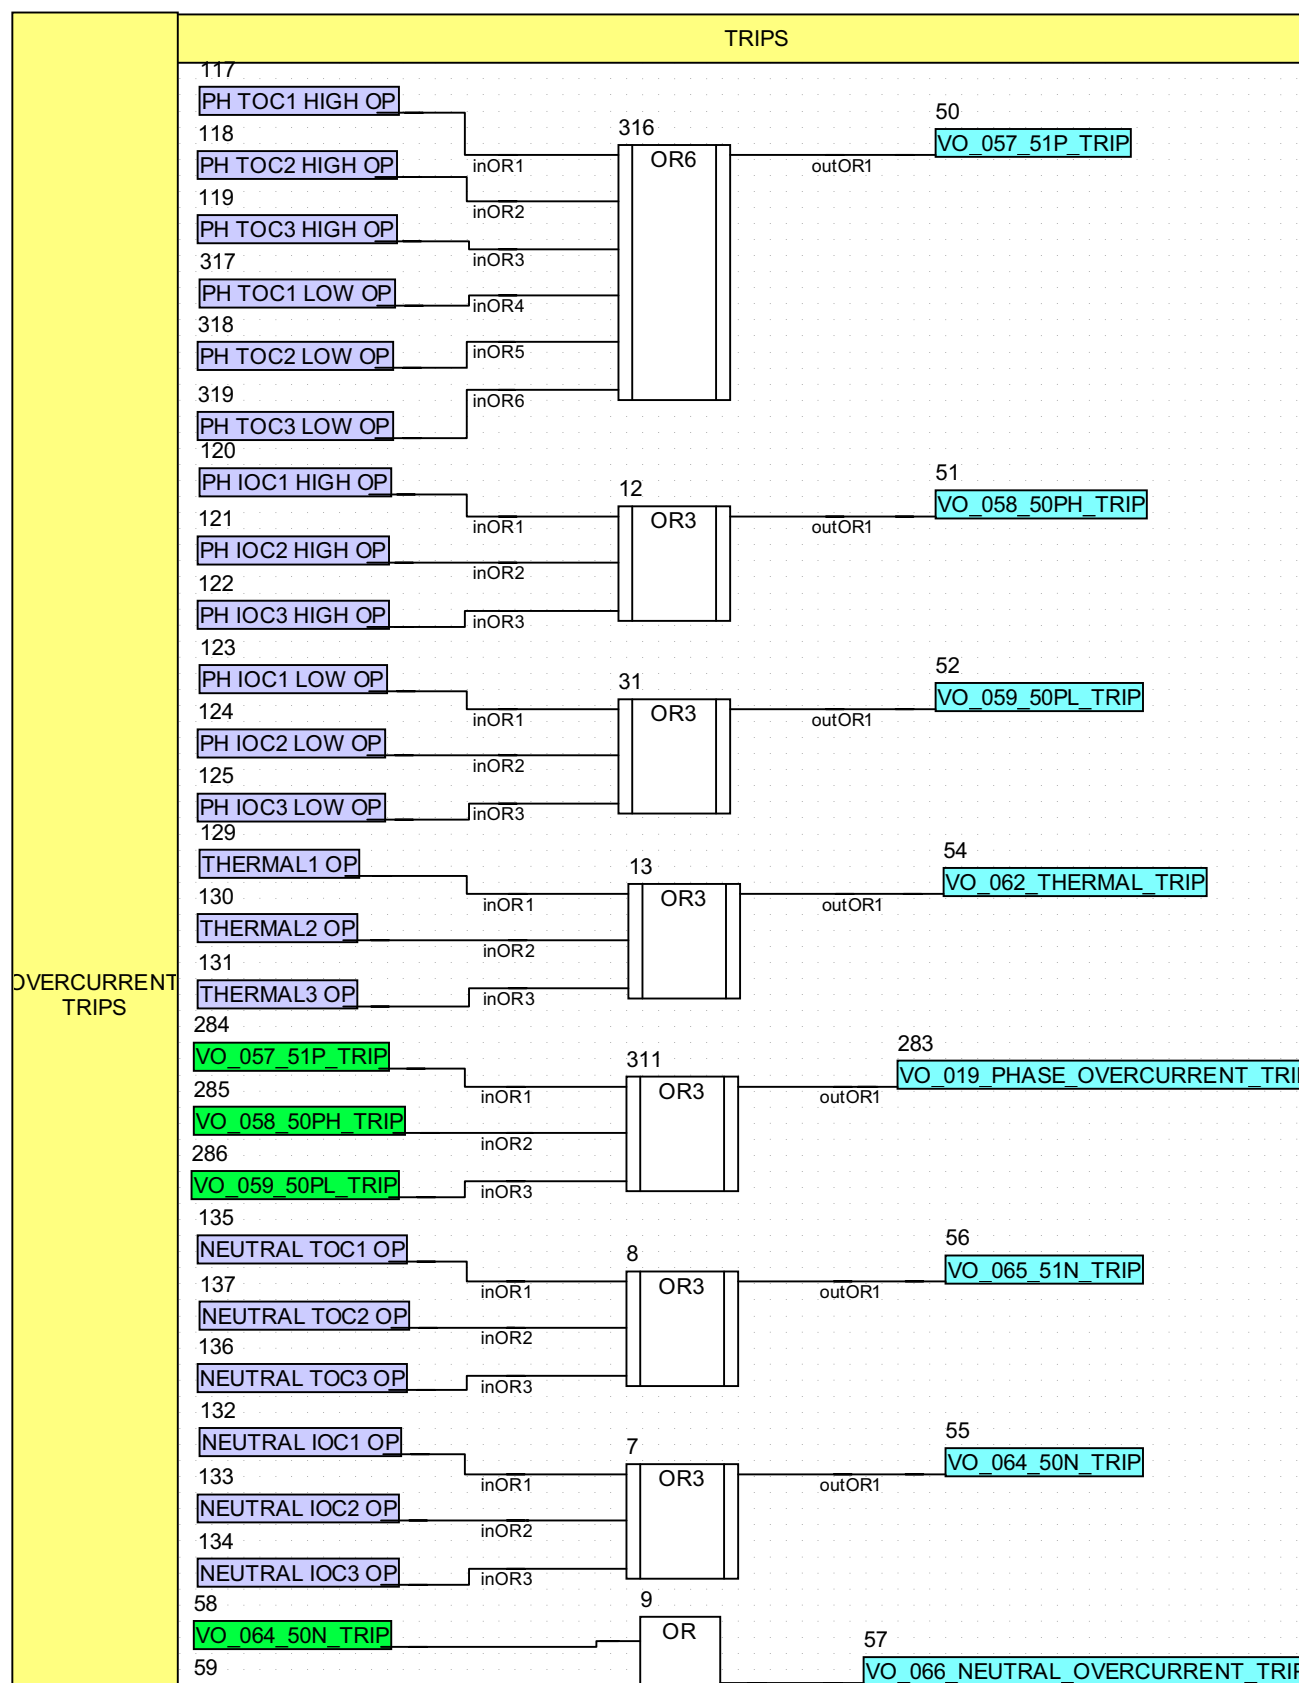 TRIPS
OVERCURRENT
TRIPS
117
PH TOC1 HIGH OP
118
PH TOC2 HIGH OP
119
PH TOC3 HIGH OP
317
PH TOC1 LOW OP
318
PH TOC2 LOW OP
319
PH TOC3 LOW OP
inOR1
inOR2
inOR3
inOR4
inOR5
inOR6
316
OR6
outOR1
50
VO_057_51P_TRIP
120
PH IOC1 HIGH OP
121
PH IOC2 HIGH OP
122
PH IOC3 HIGH OP
inOR1
inOR2
inOR3
12
OR3
outOR1
51
VO_058_50PH_TRIP
123
PH IOC1 LOW OP
124
PH IOC2 LOW OP
125
PH IOC3 LOW OP
inOR1
inOR2
inOR3
31
OR3
outOR1
52
VO_059_50PL_TRIP
129
THERMAL1 OP
130
THERMAL2 OP
131
THERMAL3 OP
inOR1
inOR2
inOR3
13
OR3
outOR1
54
VO_062_THERMAL_TRIP
284
VO_057_51P_TRIP
285
VO_058_50PH_TRIP
286
VO_059_50PL_TRIP
inOR1
inOR2
inOR3
311
OR3
outOR1
283
VO_019_PHASE_OVERCURRENT_TRI
135
NEUTRAL TOC1 OP
137
NEUTRAL TOC2 OP
136
NEUTRAL TOC3 OP
inOR1
inOR2
inOR3
8
OR3
outOR1
56
VO_065_51N_TRIP
132
NEUTRAL IOC1 OP
133
NEUTRAL IOC2 OP
134
NEUTRAL IOC3 OP
inOR1
inOR2
inOR3
7
OR3
outOR1
55
VO_064_50N_TRIP
58
VO_064_50N_TRIP
59
9
OR
57
VO_066_NEUTRAL_OVERCURRENT_TRIP